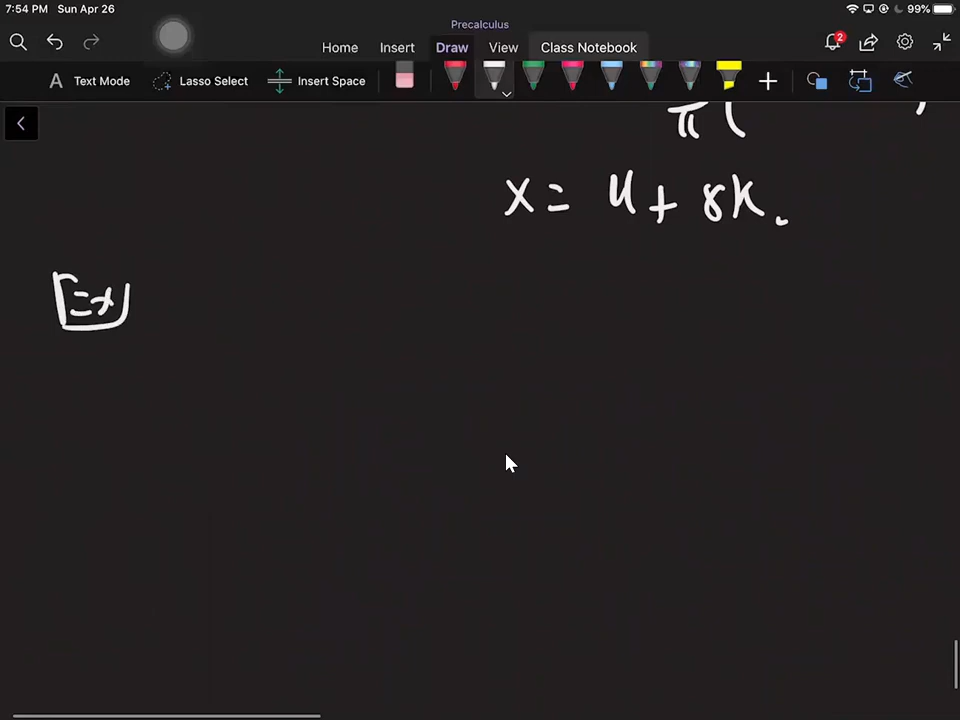 7:54 PM Sun Apr 26 99%
Precalculus
Home Insert Draw View Class Notebook
2
Text Mode Lasso Select Insert Space
π (
x = 4 + 8k.
Ex